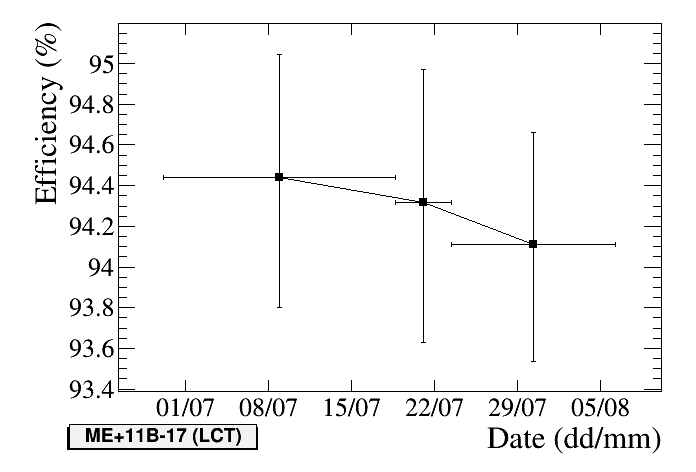 Efficiency (%)
95
94.8
94.6
94.4
94.2
94
93.8
93.6
93.4
01/07 08/07 15/07 22/07 29/07 05/08
ME+11B-17 (LCT)
Date (dd/mm)